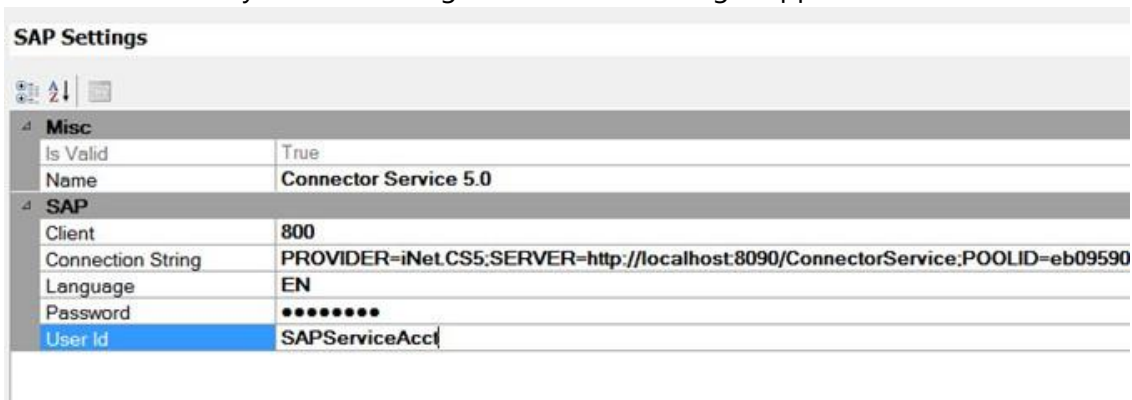 SAP Settings
Misc
Is Valid True
Name Connector Service 5.0
SAP
Client 800
Connection String PROVIDER=iNet.CS5;SERVER=http://localhost:8090/ConnectorService;POOLID=eb09590
Language EN
Password ●●●●●●●●
User Id SAPServiceAcct